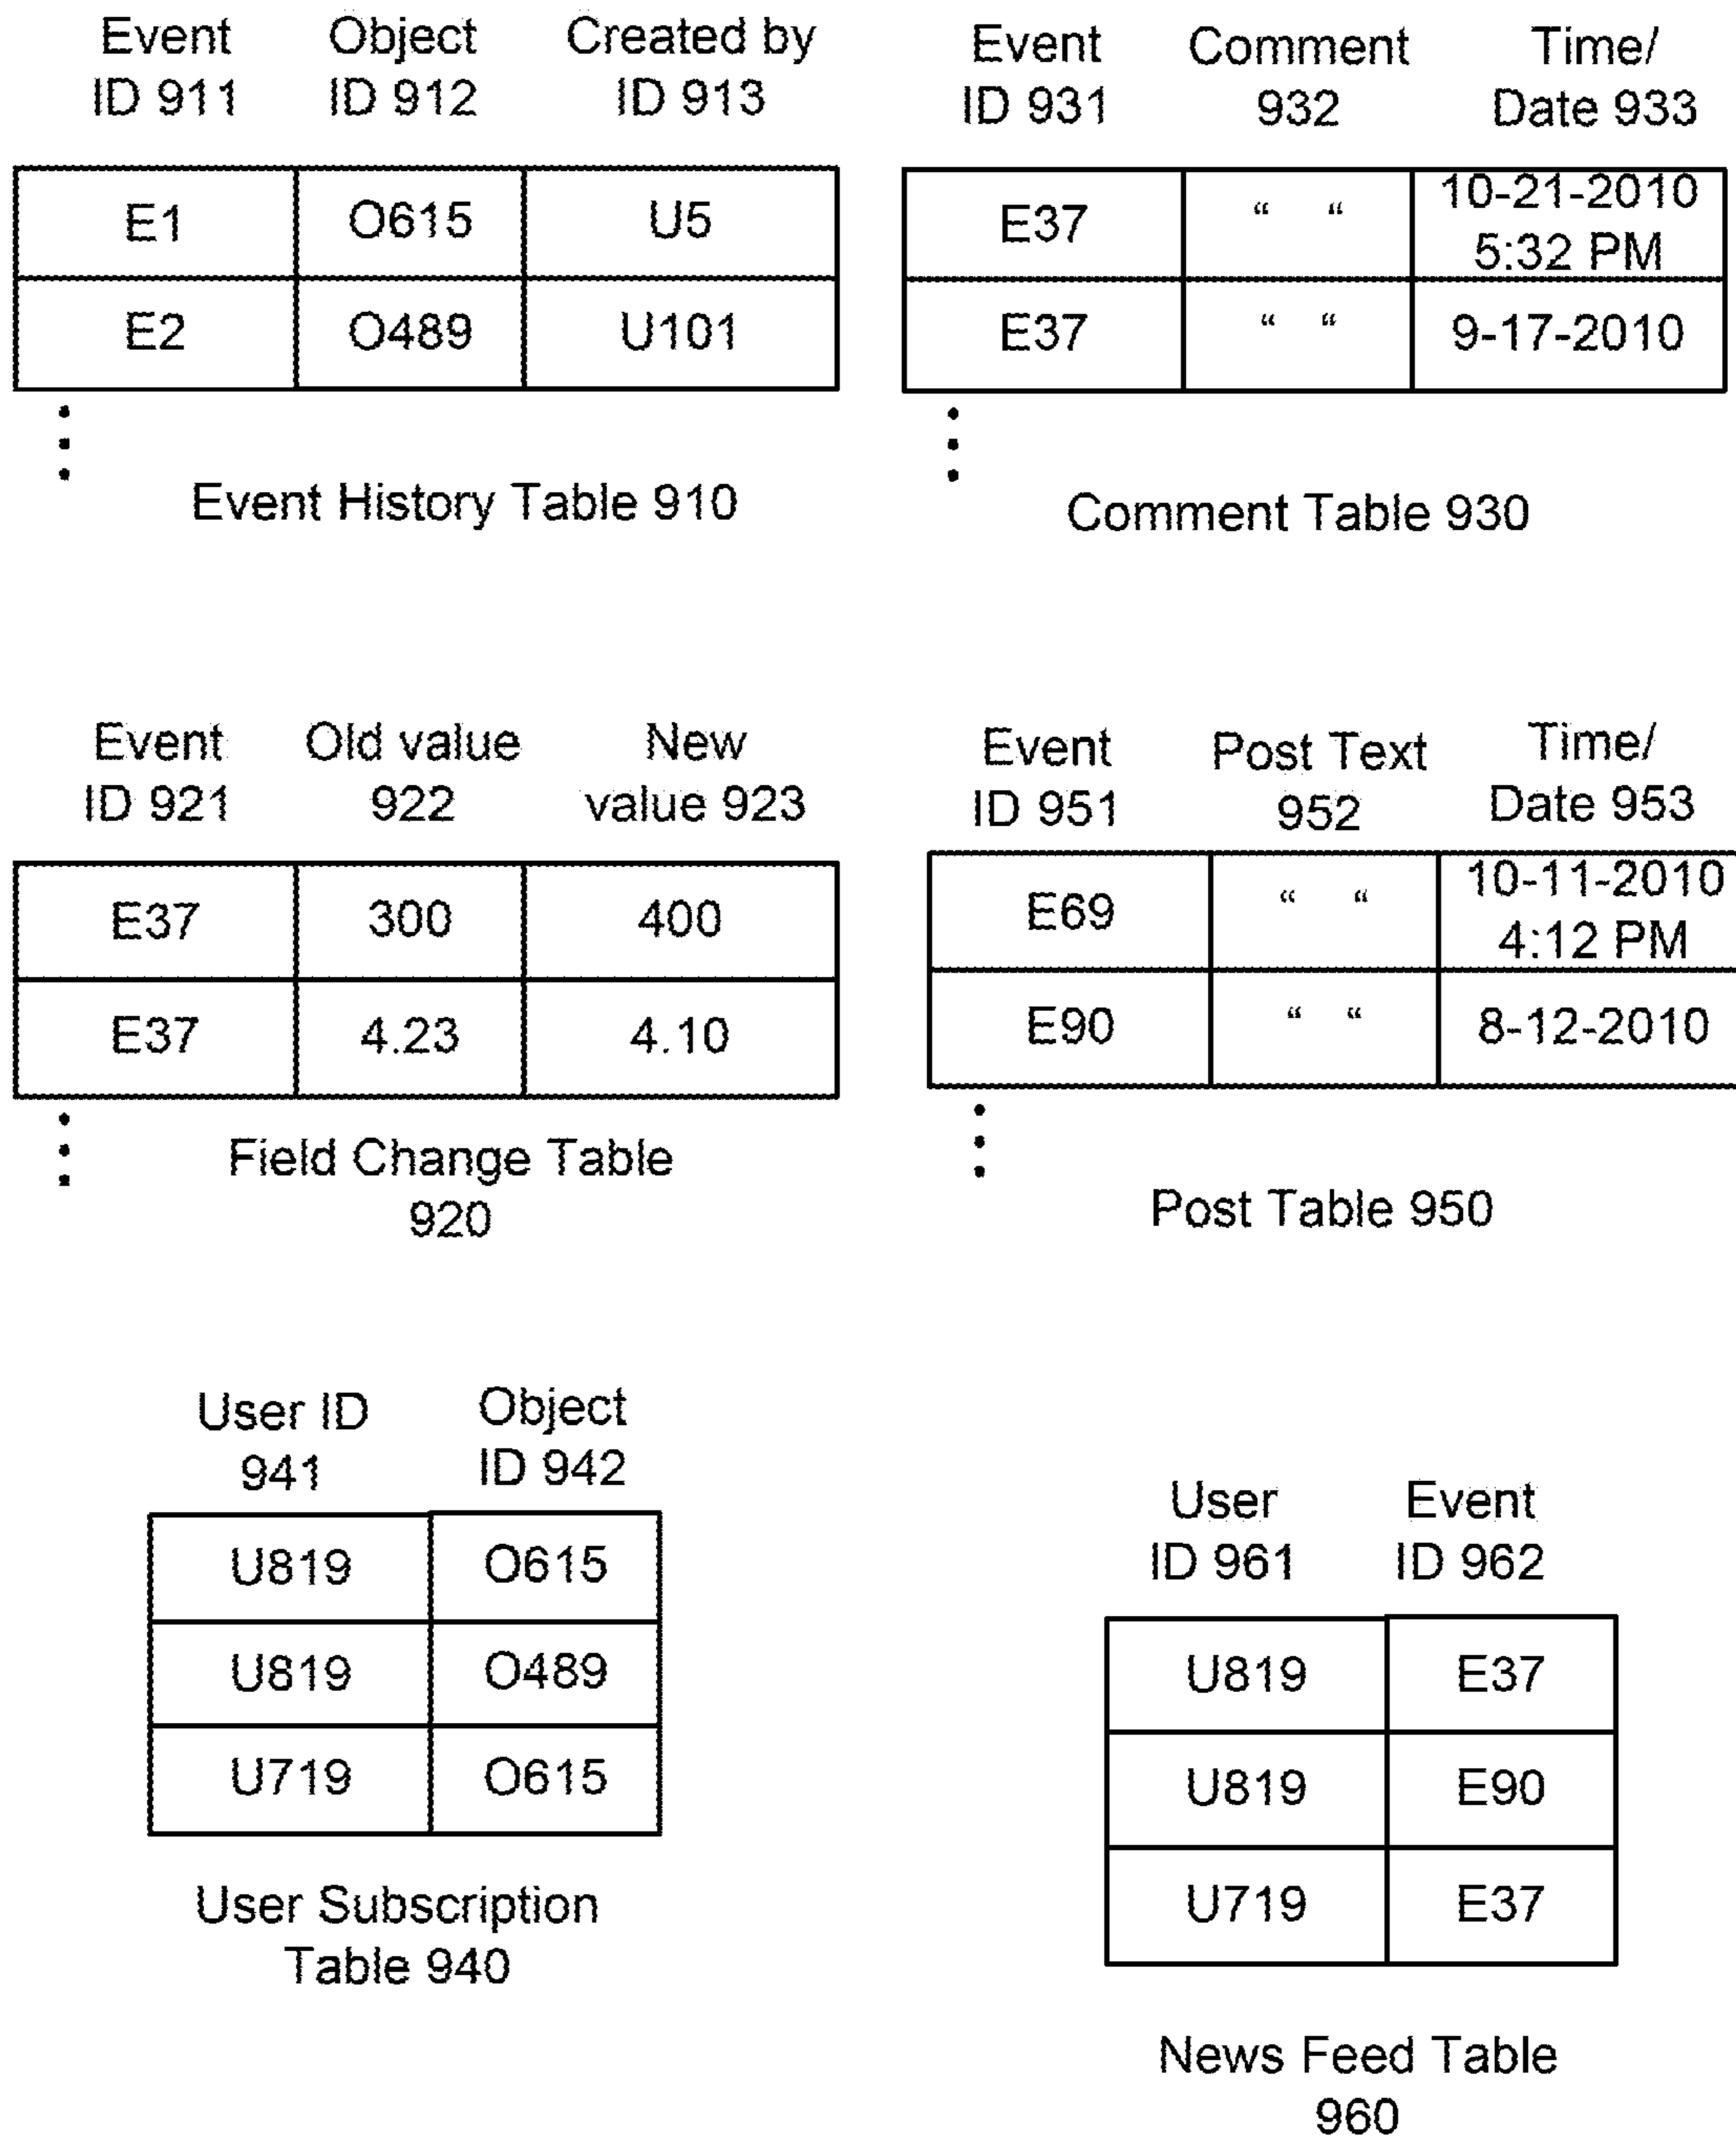 Event Object Created by
ID 911 ID 912 ID 913
E1 O615 U5
E2 O489 U101
Event History Table 910
Event Comment Time/
ID 931 932 Date 933
E37 “ “ 10-21-2010
5:32 PM
E37 “ “ 9-17-2010
Comment Table 930
Event Old value New
ID 921 922 value 923
E37 300 400
E37 4.23 4.10
Field Change Table
920
Event Post Text Time/
ID 951 952 Date 953
E69 “ “ 10-11-2010
4:12 PM
E90 “ “ 8-12-2010
Post Table 950
User ID Object
941 ID 942
U819 O615
U819 O489
U719 O615
User Subscription
Table 940
User Event
ID 961 ID 962
U819 E37
U819 E90
U719 E37
News Feed Table
960